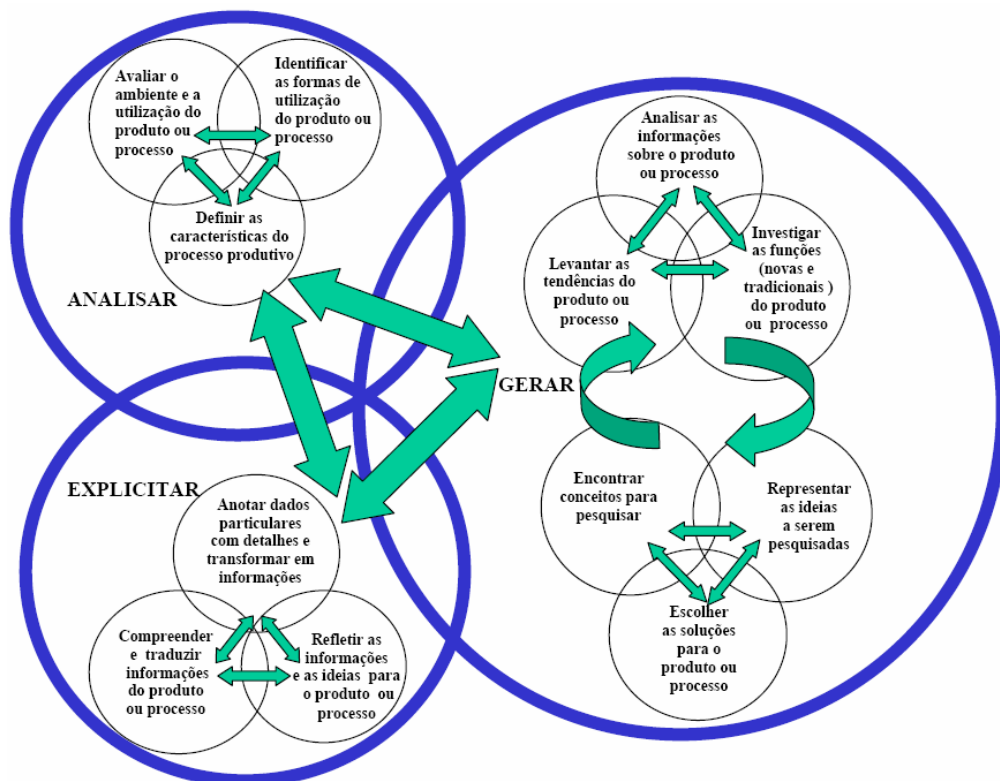 Avaliar o
ambiente e a
utilização do
produto ou
processo
Identificar
as formas de
utilização do
produto ou
processo
Definir as
características do
processo produtivo
ANALISAR
Analisar as
informações
sobre o produto
ou processo
Levantar as
tendências do
produto ou
processo
Investigar
as funções
(novas e
tradicionais )
do produto
ou processo
GERAR
Encontrar
conceitos para
pesquisar
Representar
as ideias
a serem
pesquisadas
Escolher
as soluções
para o
produto ou
processo
EXPLICITAR
Anotar dados
particulares
com detalhes e
transformar em
informações
Compreender
e traduzir
informações
do produto
ou processo
Refletir as
informações
e as ideias para
o produto ou
processo